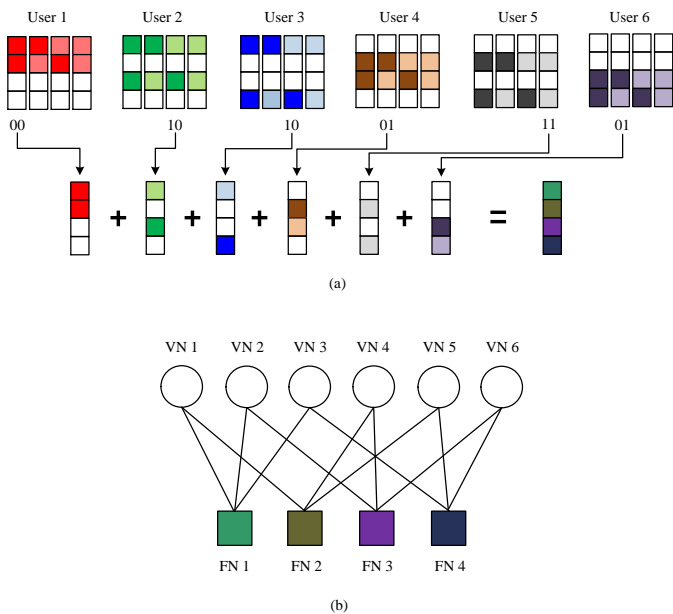 User 1 User 2 User 3 User 4 User 5 User 6
00 10 10 01 11 01
+ + + + + =
(a)
VN 1 VN 2 VN 3 VN 4 VN 5 VN 6
FN 1 FN 2 FN 3 FN 4
(b)